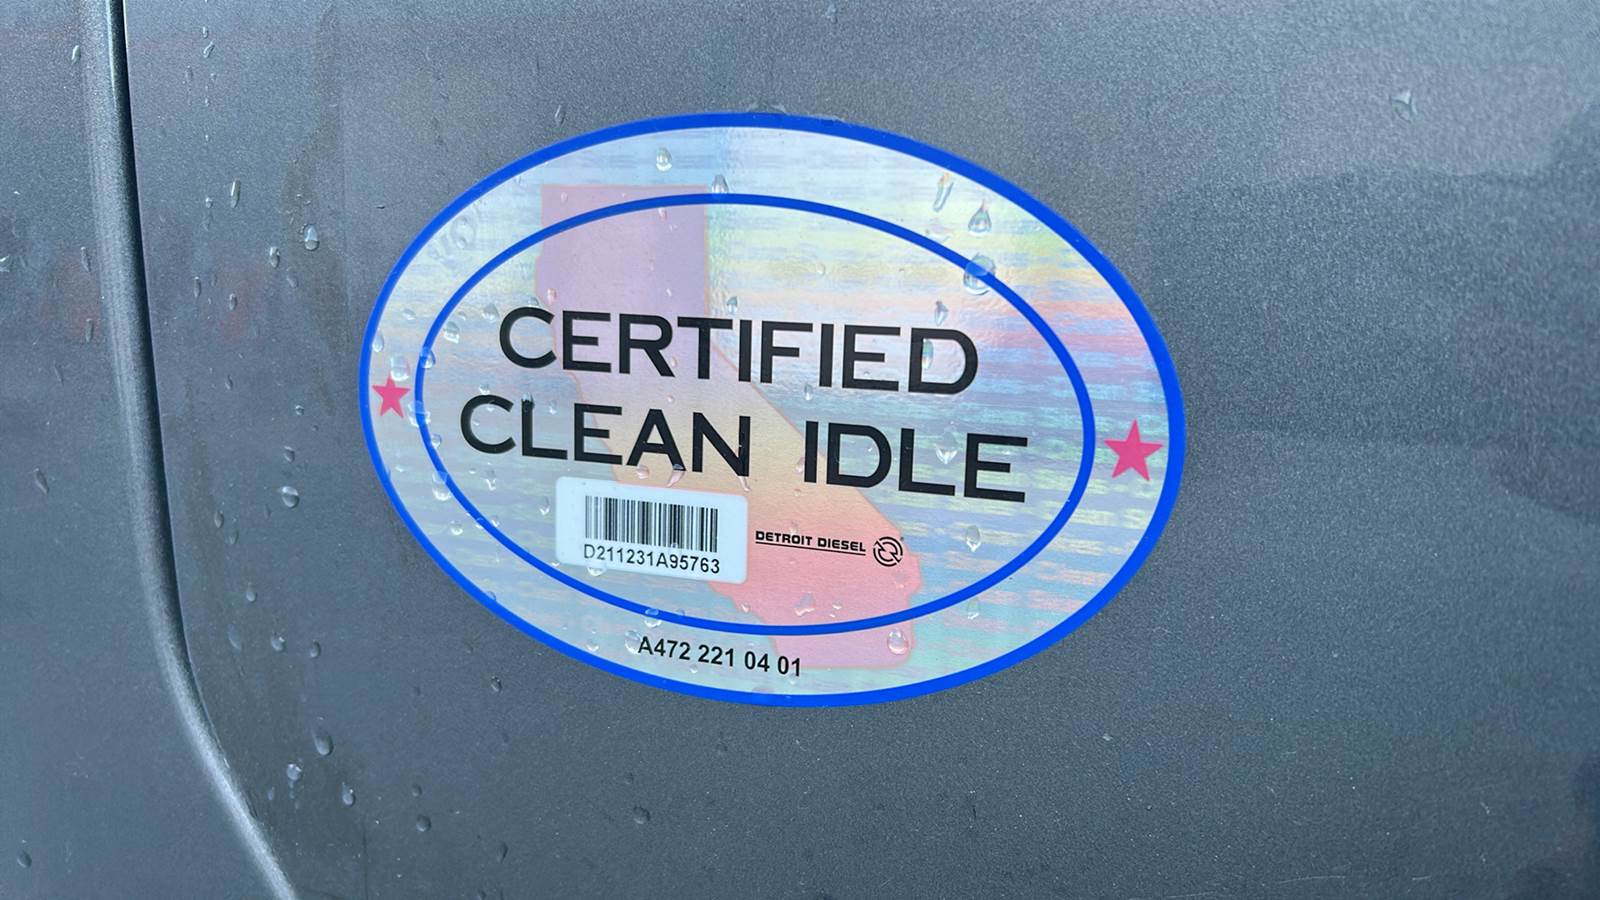 CERTIFIED
CLEAN IDLE
D211231A95763
DETROIT DIESEL
A472 221 04 01